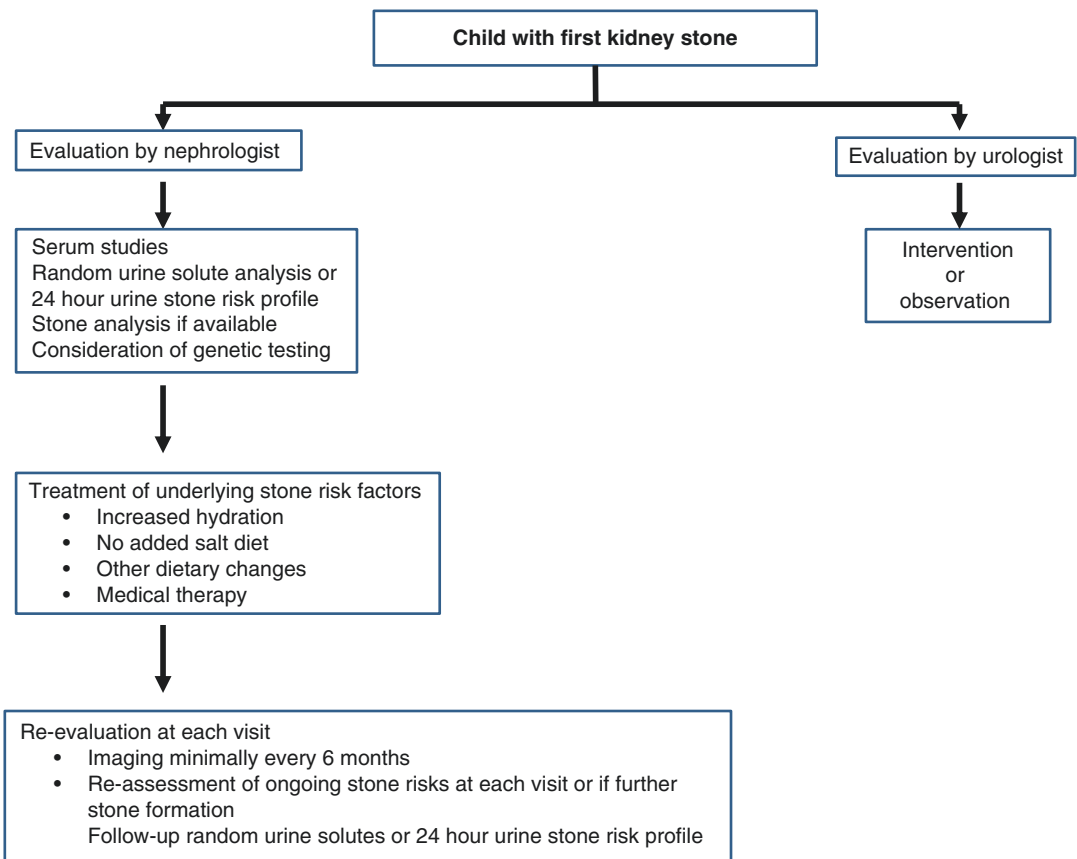 Child with first kidney stone
Evaluation by nephrologist
Evaluation by urologist
Serum studies
Random urine solute analysis or
24 hour urine stone risk profile
Stone analysis if available
Consideration of genetic testing
Intervention
or
observation
Treatment of underlying stone risk factors
• Increased hydration
• No added salt diet
• Other dietary changes
• Medical therapy
Re-evaluation at each visit
• Imaging minimally every 6 months
• Re-assessment of ongoing stone risks at each visit or if further
stone formation
Follow-up random urine solutes or 24 hour urine stone risk profile